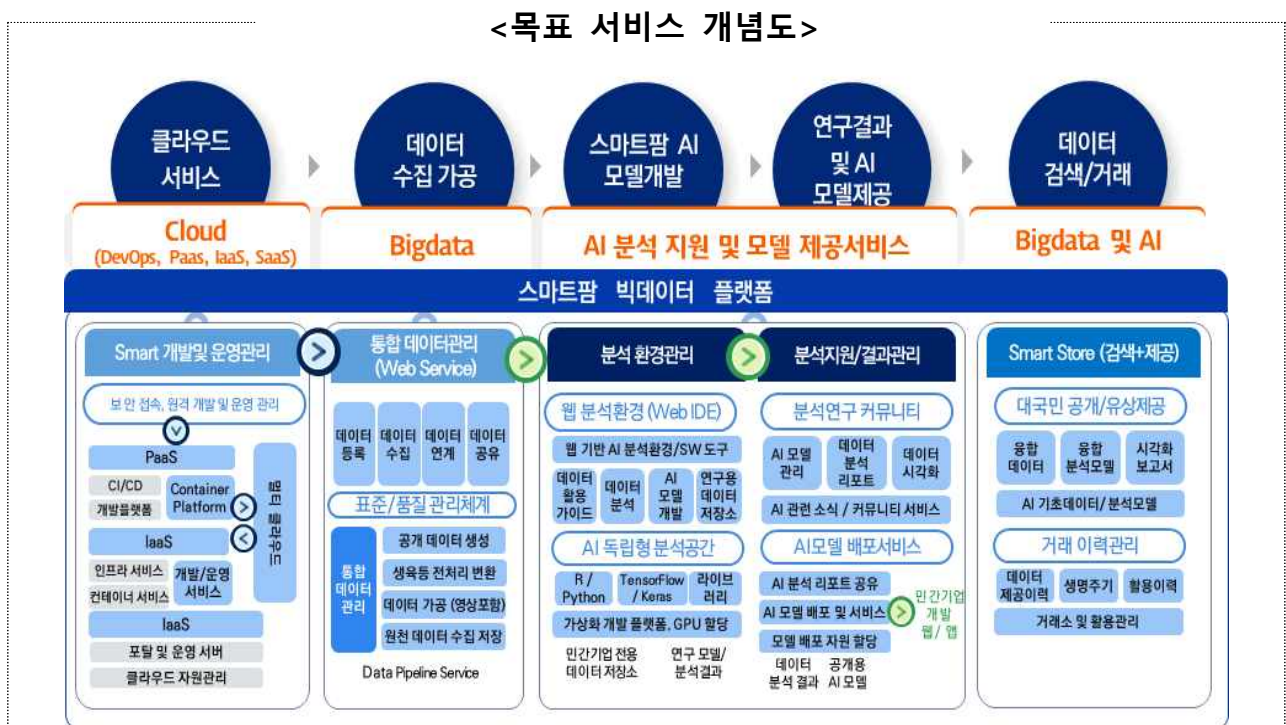 <목표 서비스 개념도>
클라우드
서비스
데이터
수집 가공
스마트팜 AI
모델개발
연구결과
및 AI
모델제공
데이터
검색/거래
Cloud
(DevOps, Paas, IaaS, SaaS)
Bigdata
AI 분석 지원 및 모델 제공서비스
Bigdata 및 AI
스마트팜 빅데이터 플랫폼
Smart 개발및 운영관리
보안 접속, 원격 개발 및 운영 관리
PaaS
CI/CD
개발플랫폼
Container
Platform
IaaS
인프라 서비스
컨테이너 서비스
개발/운영
서비스
IaaS
포탈 및 운영 서버
클라우드 자원관리
멀티 클라우드
통합 데이터관리
(Web Service)
데이터
등록
데이터
수집
데이터
연계
데이터
공유
표준/품질 관리체계
통합
데이터
관리
공개 데이터 생성
생육등 전처리 변환
데이터 가공 (영상포함)
원천 데이터 수집 저장
Data Pipeline Service
분석 환경관리
웹 분석환경 (Web IDE)
웹 기반 AI 분석환경/SW 도구
데이터
활용
가이드
데이터
분석
AI
모델
개발
연구용
데이터
저장소
AI 독립형 분석공간
R /
Python
TensorFlow
/ Keras
라이브
러리
가상화 개발 플랫폼, GPU 할당
민간기업 전용
데이터 저장소
연구 모델/
분석결과
분석지원/결과관리
분석연구 커뮤니티
AI 모델
관리
데이터
분석
리포트
데이터
시각화
AI 관련 소식 / 커뮤니티 서비스
AI모델 배포서비스
AI 분석 리포트 공유
AI 모델 배포 및 서비스
모델 배포 자원 할당
민간기업
개발
웹/ 앱
데이터
분석 결과
공개용
AI 모델
Smart Store (검색+제공)
대국민 공개/유상제공
융합
데이터
융합
분석모델
시각화
보고서
AI 기초데이터/분석모델
거래 이력관리
데이터
제공이력
생명주기
활용이력
거래소 및 활용관리